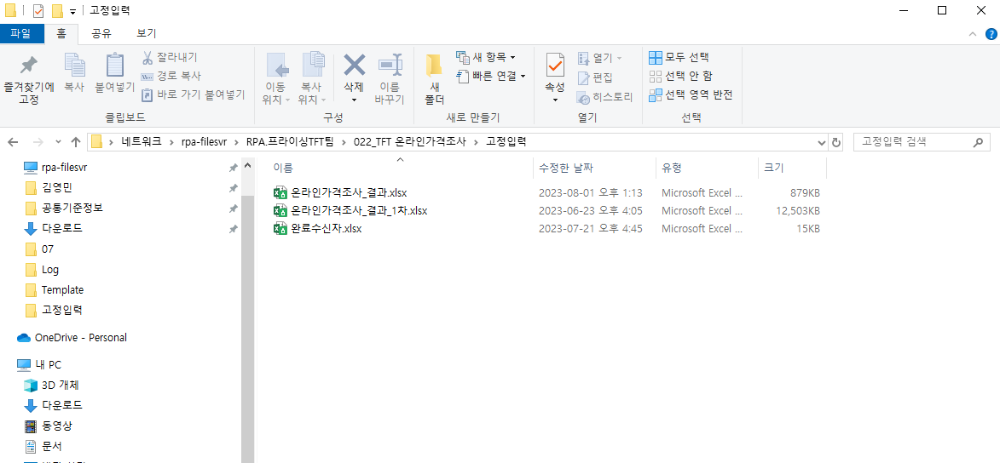 고정입력
파일 홈 공유 보기
즐겨찾기에 고정
복사
붙여넣기
잘라내기
경로 복사
바로 가기 붙여넣기
클립보드
이동 위치
복사 위치
삭제
이름 바꾸기
구성
새 폴더
새 항목
빠른 연결
새로 만들기
속성
열기
편집
히스토리
열기
모두 선택
선택 안 함
선택 영역 반전
선택
네트워크 › rpa-filesvr › RPA.프라이싱TFT팀 › 022_TFT 온라인가격조사 › 고정입력
고정입력 검색
rpa-filesvr
김영민
공통기준정보
다운로드
07
Log
Template
고정입력
OneDrive - Personal
내 PC
3D 개체
다운로드
동영상
문서
이름 수정한 날짜 유형 크기
온라인가격조사_결과.xlsx 2023-08-01 오후 1:13 Microsoft Excel ... 879KB
온라인가격조사_결과_1차.xlsx 2023-06-23 오후 4:05 Microsoft Excel ... 12,503KB
완료수신자.xlsx 2023-07-21 오후 4:45 Microsoft Excel ... 15KB